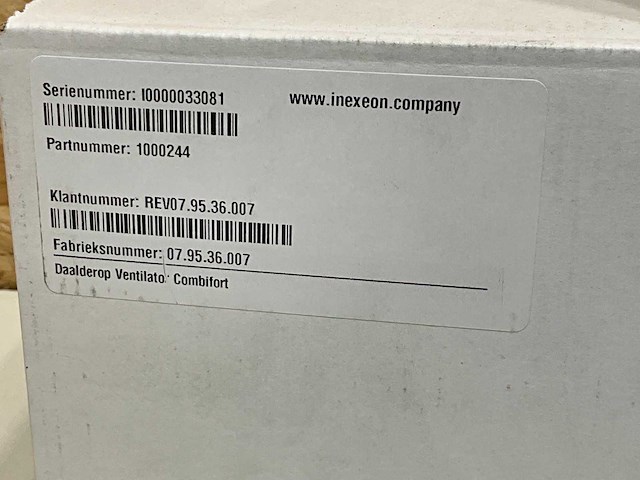 Serienummer: I0000033081
www.inexeon.company
Partnummer: 1000244
Klantnummer: REV07.95.36.007
Fabrieksnummer: 07.95.36.007
Daalderop Ventilator Combifort